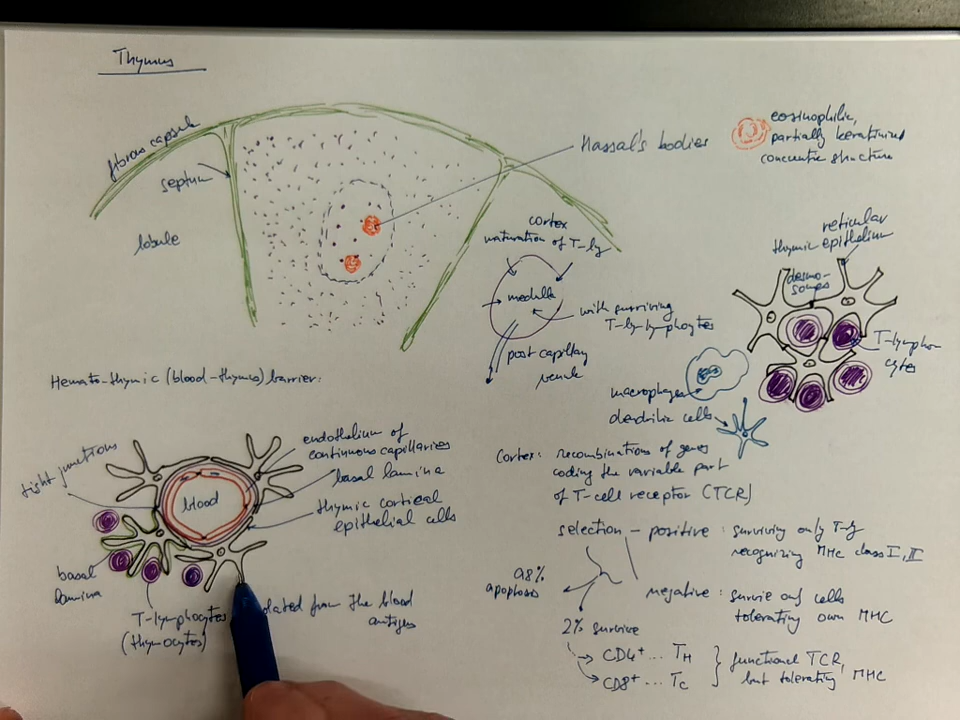 Thymus
fibrous capsule
septum
lobule
Hassal's bodies
eosinophilic,
partially keratinized
concentric structure
cortex
maturation of T-ly
medulla
with surviving
T-ly lymphocytes
post capillary
venule
reticular
thymic epithelium
desmo-
somes
T-lympho-
cytes
macrophages
dendrilic cells
Hemato-thymic (blood-thymus) barrier:
tight junctions
blood
endothelium of
continuous capillaries
basal lamina
thymic cortical
epithelial cells
basal
lamina
T-lymphocytes
(thymocytes)
from the blood
antigens
Cortex: recombinations of genes
coding the variable part
of T-cell receptor (TCR)
selection – positive: surviving only T-ly
recognizing MHC class I, II
98%
apoptosis
negative: survive only cells
tolerating own MHC
2% survive
CD4+ ... TH
CD8+ ... TC
functional TCR,
but tolerating MHC